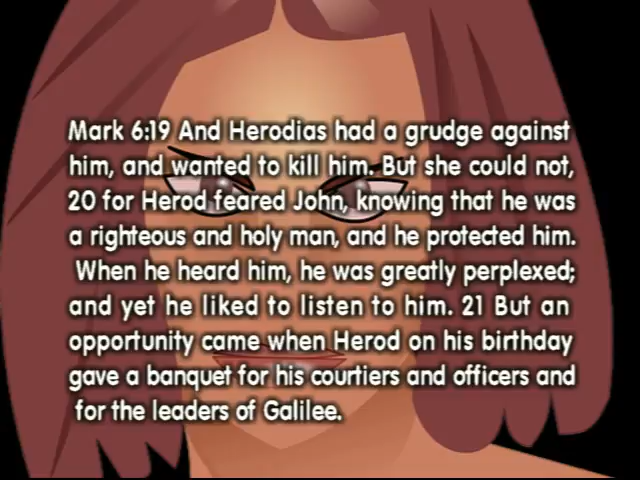 Mark 6:19 And Herodias had a grudge against
him, and wanted to kill him. But she could not,
20 for Herod feared John, knowing that he was
a righteous and holy man, and he protected him.
When he heard him, he was greatly perplexed;
and yet he liked to listen to him. 21 But an
opportunity came when Herod on his birthday
gave a banquet for his courtiers and officers and
for the leaders of Galilee.